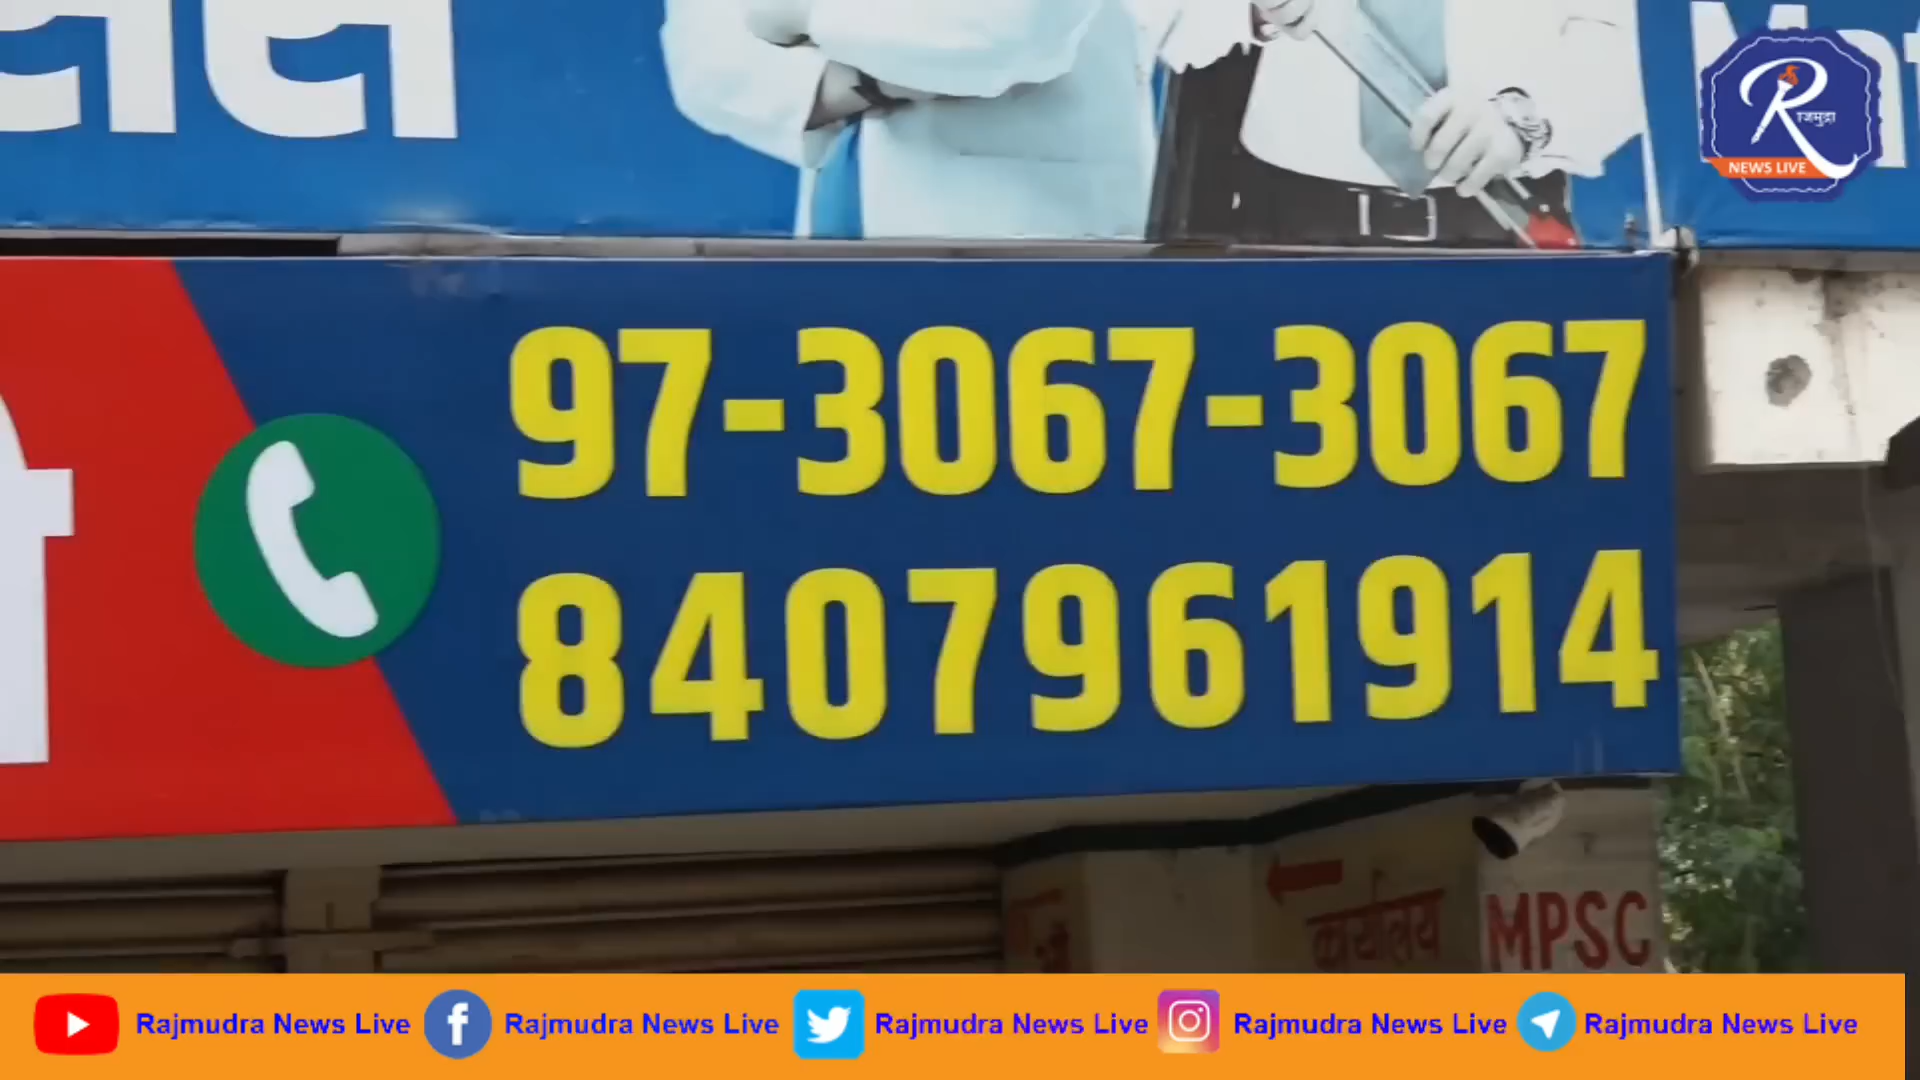 राजमुद्रा
NEWS LIVE
97-3067-3067
8407961914
कार्यालय
MPSC
Rajmudra News Live
Rajmudra News Live
Rajmudra News Live
Rajmudra News Live
Rajmudra News Live